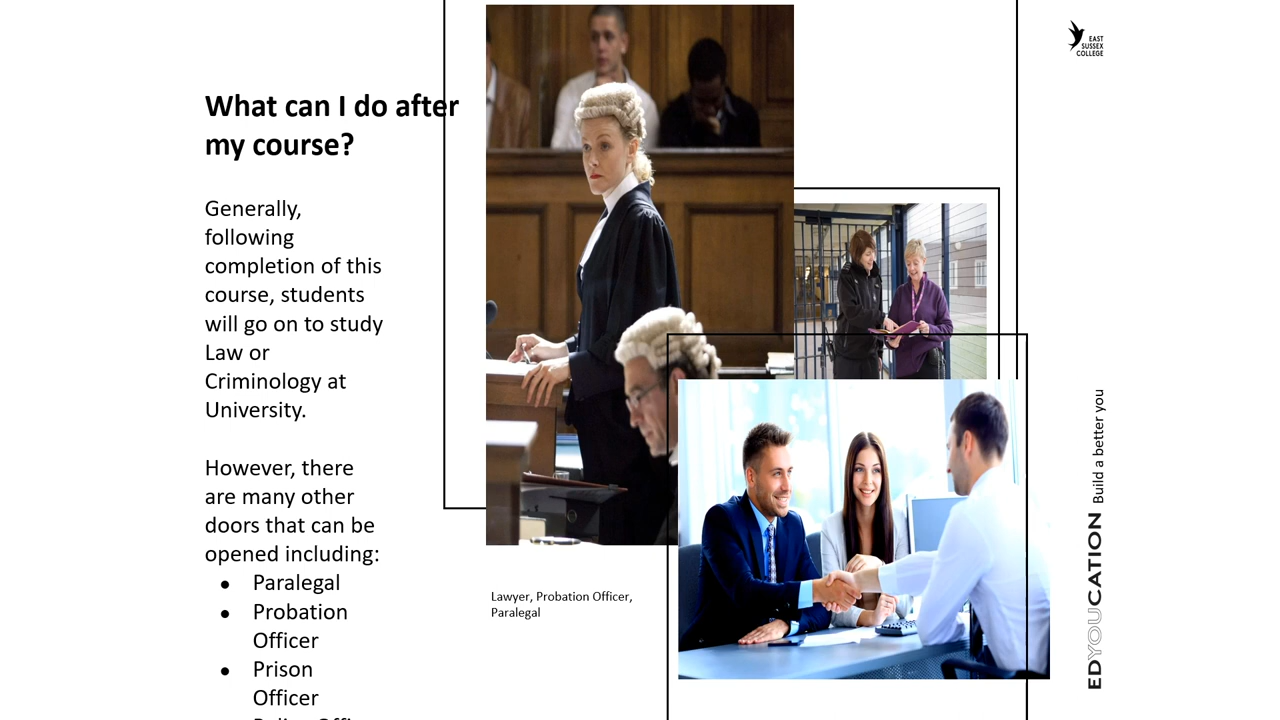 What can I do after
my course?
Generally,
following
completion of this
course, students
will go on to study
Law or
Criminology at
University.
However, there
are many other
doors that can be
opened including:
● Paralegal
● Probation
Officer
● Prison
Officer
Lawyer, Probation Officer,
Paralegal
EAST
SUSSEX
COLLEGE
EDYOUCATION Build a better you